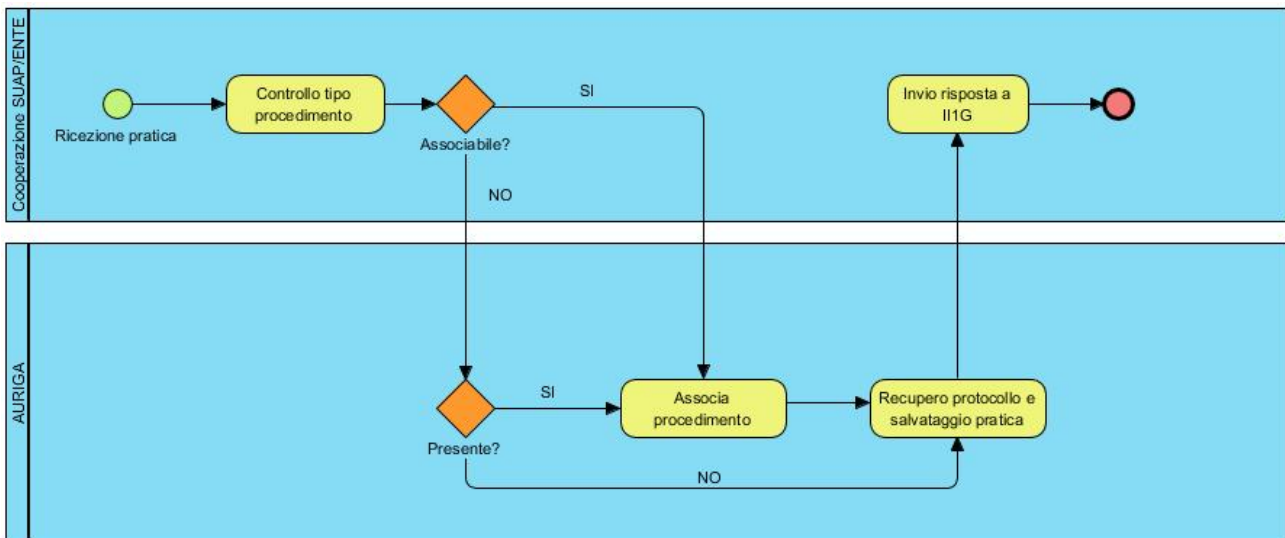 Cooperazione SUAP/ENTE
Ricezione pratica
Controllo tipo
procedimento
Associabile?
SI
NO
Invio risposta a
II1G
AURIGA
Presente?
SI
Associa
procedimento
Recupero protocollo e
salvataggio pratica
NO